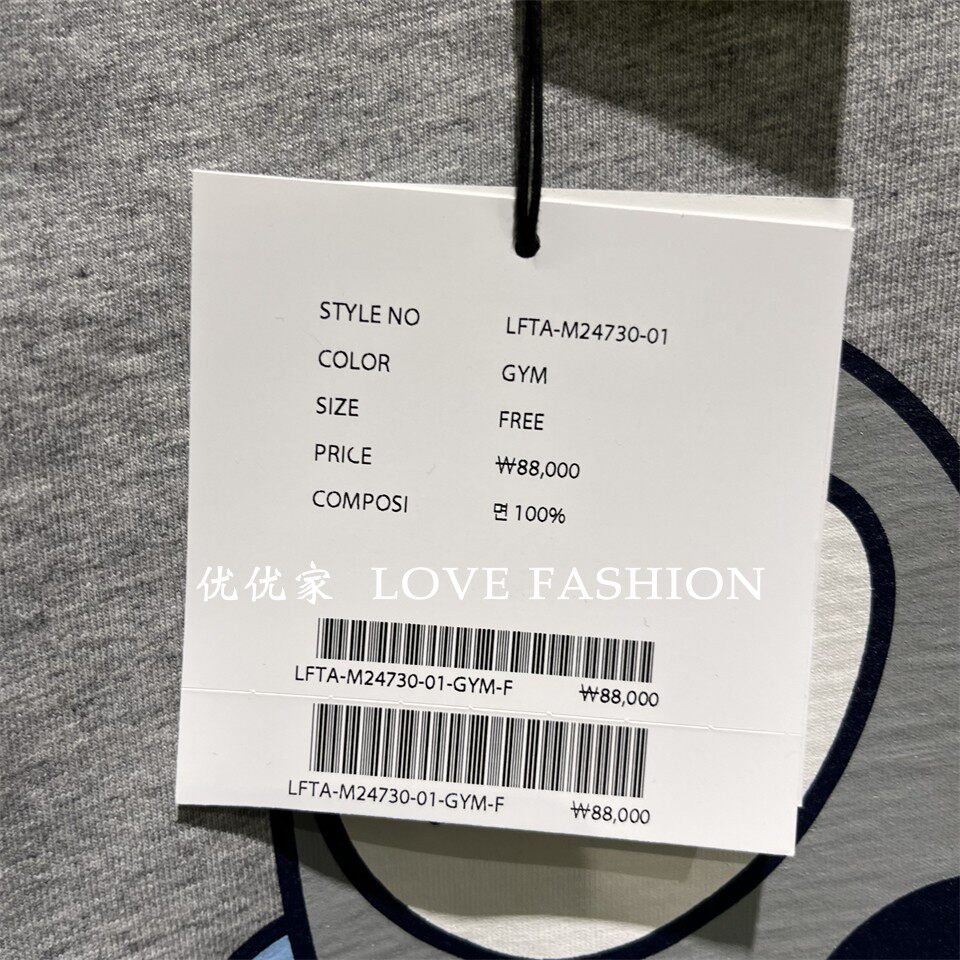 STYLE NO LFTA-M24730-01
COLOR GYM
SIZE FREE
PRICE ₩88,000
COMPOSI 면 100%
优优家 LOVE FASHION
LFTA-M24730-01-GYM-F ₩88,000
LFTA-M24730-01-GYM-F ₩88,000